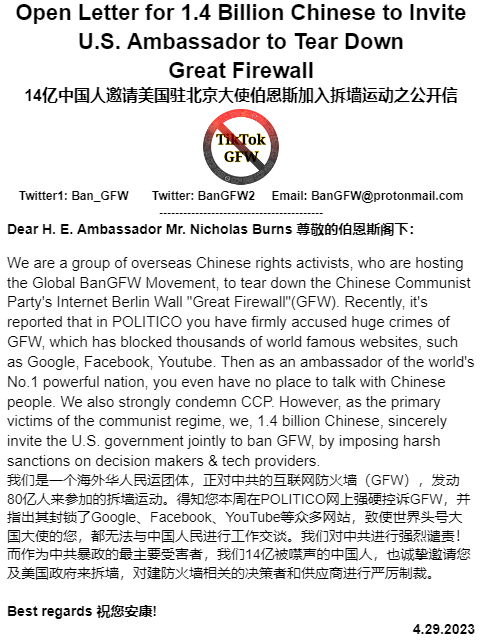 Open Letter for 1.4 Billion Chinese to Invite
U.S. Ambassador to Tear Down
Great Firewall
14亿中国人邀请美国驻北京大使伯恩斯加入拆墙运动之公开信
TikTok
GFW
Twitter1: Ban_GFW Twitter: BanGFW2 Email: BanGFW@protonmail.com
-----------------------------------------
Dear H. E. Ambassador Mr. Nicholas Burns 尊敬的伯恩斯阁下：
We are a group of overseas Chinese rights activists, who are hosting
the Global BanGFW Movement, to tear down the Chinese Communist
Party's Internet Berlin Wall "Great Firewall"(GFW). Recently, it's
reported that in POLITICO you have firmly accused huge crimes of
GFW, which has blocked thousands of world famous websites, such
as Google, Facebook, Youtube. Then as an ambassador of the world's
No.1 powerful nation, you even have no place to talk with Chinese
people. We also strongly condemn CCP. However, as the primary
victims of the communist regime, we, 1.4 billion Chinese, sincerely
invite the U.S. government jointly to ban GFW, by imposing harsh
sanctions on decision makers & tech providers.
我们是一个海外华人民运团体，正对中共的互联网防火墙（GFW），发动
80亿人来参加的拆墙运动。得知您本周在POLITICO网上强硬控诉GFW，并
指出其封锁了Google、Facebook、YouTube等众多网站，致使世界头号大
国大使的您，都无法与中国人民进行工作交谈。我们对中共进行强烈谴责！
而作为中共暴政的最主要受害者，我们14亿被噤声的中国人，也诚挚邀请您
及美国政府来拆墙，对建防火墙相关的决策者和供应商进行严厉制裁。
Best regards 祝您安康!
4.29.2023